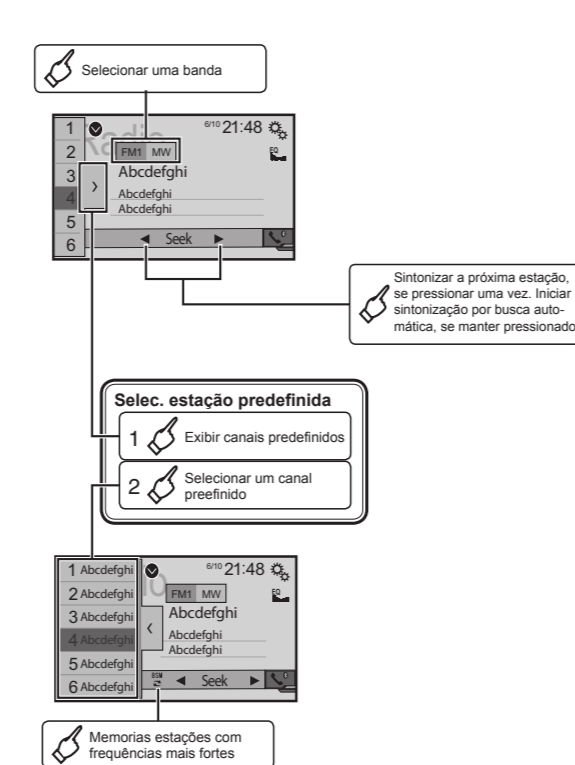 Selecionar uma banda
1
2
3
4
5
6
Radio
6/10 21:48
EQ
FM1 MW
Abcdefghi
Abcdefghi
Abcdefghi
Seek
Sintonizar a próxima estação,
se pressionar uma vez. Iniciar
sintonização por busca auto-
mática, se manter pressionado
Selec. estação predefinida
1 Exibir canais predefinidos
2 Selecionar um canal
preefinido
1 Abcdefghi
2 Abcdefghi
3 Abcdefghi
4 Abcdefghi
5 Abcdefghi
6 Abcdefghi
6/10 21:48
EQ
FM1 MW
Abcdefghi
Abcdefghi
Abcdefghi
BSM
Seek
Memorias estações com
frequências mais fortes